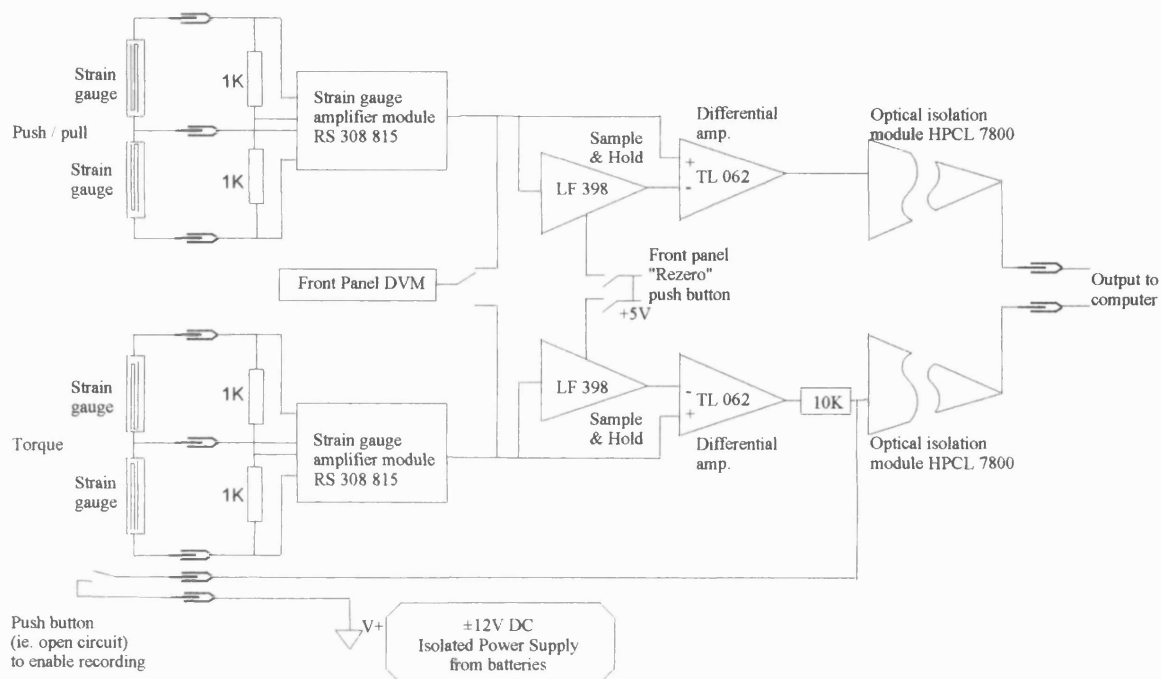 Strain
gauge
Push / pull
Strain
gauge
1K
1K
Strain gauge
amplifier module
RS 308 815
Sample
& Hold
LF 398
Differential
amp.
+
TL 062
-
Optical isolation
module HPCL 7800
Front Panel DVM
Front panel
"Rezero"
push button
+5V
Output to
computer
Strain
gauge
Torque
Strain
gauge
1K
1K
Strain gauge
amplifier module
RS 308 815
LF 398
Sample
& Hold
-
TL 062
+
Differential
amp.
10K
Optical isolation
module HPCL 7800
Push button
(ie. open circuit)
to enable recording
V+
±12V DC
Isolated Power Supply
from batteries